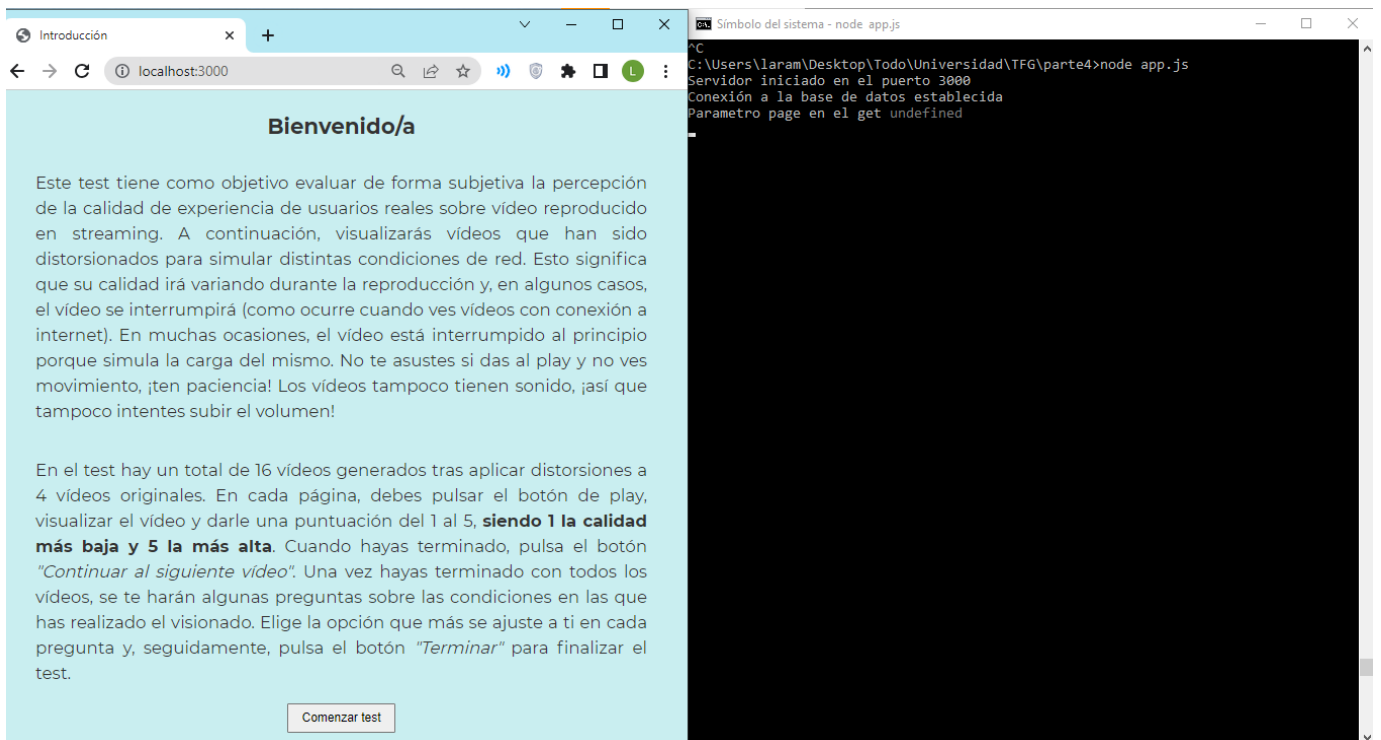 Introducción
localhost:3000
L
Bienvenido/a
Este test tiene como objetivo evaluar de forma subjetiva la percepción
de la calidad de experiencia de usuarios reales sobre vídeo reproducido
en streaming. A continuación, visualizarás vídeos que han sido
distorsionados para simular distintas condiciones de red. Esto significa
que su calidad irá variando durante la reproducción y, en algunos casos,
el vídeo se interrumpirá (como ocurre cuando ves vídeos con conexión a
internet). En muchas ocasiones, el vídeo está interrumpido al principio
porque simula la carga del mismo. No te asustes si das al play y no ves
movimiento, ¡ten paciencia! Los vídeos tampoco tienen sonido, ¡así que
tampoco intentes subir el volumen!
En el test hay un total de 16 vídeos generados tras aplicar distorsiones a
4 vídeos originales. En cada página, debes pulsar el botón de play,
visualizar el vídeo y darle una puntuación del 1 al 5, siendo 1 la calidad
más baja y 5 la más alta. Cuando hayas terminado, pulsa el botón
"Continuar al siguiente vídeo". Una vez hayas terminado con todos los
vídeos, se te harán algunas preguntas sobre las condiciones en las que
has realizado el visionado. Elige la opción que más se ajuste a ti en cada
pregunta y, seguidamente, pulsa el botón "Terminar" para finalizar el
test.
Comenzar test
Símbolo del sistema - node app.js
^C
C:\Users\laram\Desktop\Todo\Universidad\TFG\parte4>node app.js
Servidor iniciado en el puerto 3000
Conexión a la base de datos establecida
Parametro page en el get undefined